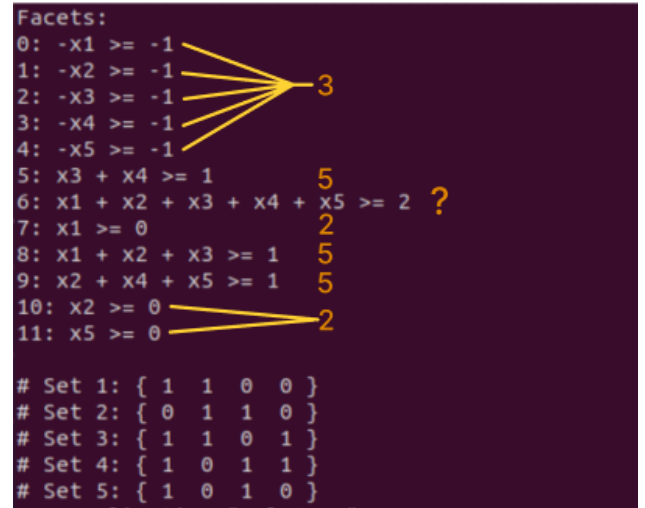 Facets:
0: -x1 >= -1
1: -x2 >= -1
2: -x3 >= -1 3
3: -x4 >= -1
4: -x5 >= -1
5: x3 + x4 >= 1 5
6: x1 + x2 + x3 + x4 + x5 >= 2 ?
7: x1 >= 0 2
8: x1 + x2 + x3 >= 1 5
9: x2 + x4 + x5 >= 1 5
10: x2 >= 0 2
11: x5 >= 0
# Set 1: { 1 1 0 0 }
# Set 2: { 0 1 1 0 }
# Set 3: { 1 1 0 1 }
# Set 4: { 1 0 1 1 }
# Set 5: { 1 0 1 0 }